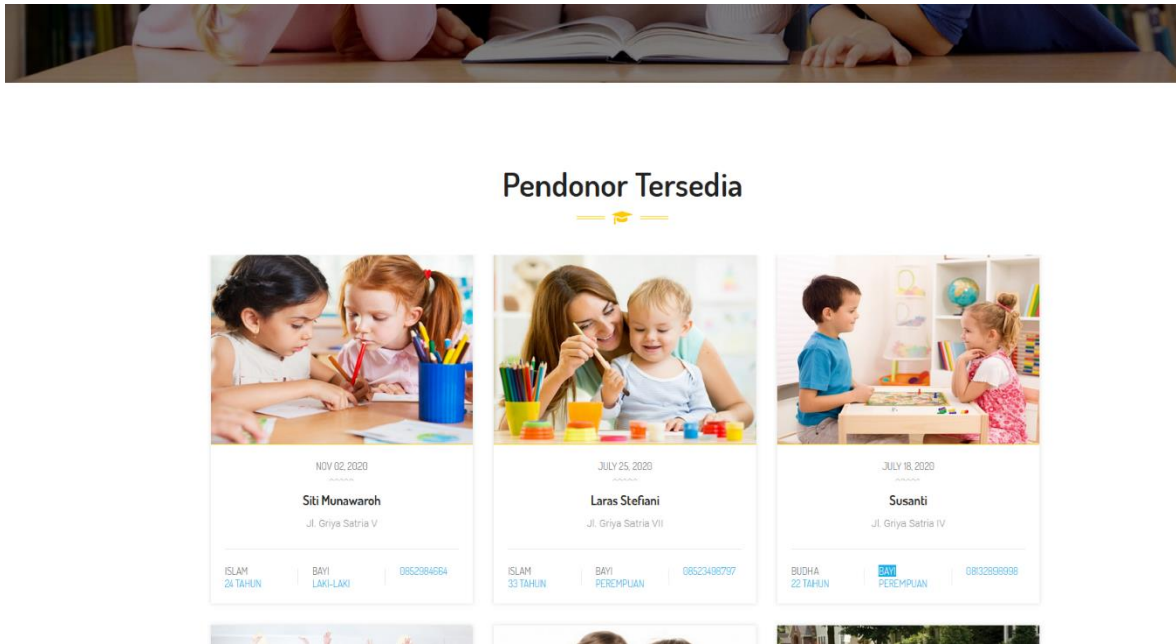 Pendonor Tersedia
NOV 02, 2020
Siti Munawaroh
Jl. Griya Satria V
ISLAM
24 TAHUN
BAYI
LAKI-LAKI
0852984664
JULY 25, 2020
Laras Stefiani
Jl. Griya Satria VII
ISLAM
33 TAHUN
BAYI
PEREMPUAN
08523498797
JULY 18, 2020
Susanti
Jl. Griya Satria IV
BUDHA
22 TAHUN
BAYI
PEREMPUAN
08132898998